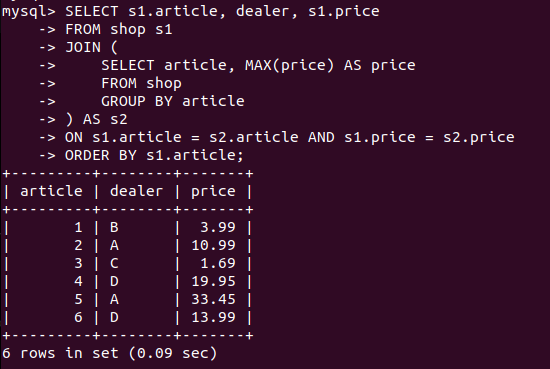 mysql> SELECT s1.article, dealer, s1.price
    -> FROM shop s1
    -> JOIN (
    ->     SELECT article, MAX(price) AS price
    ->     FROM shop
    ->     GROUP BY article
    -> ) AS s2
    -> ON s1.article = s2.article AND s1.price = s2.price
    -> ORDER BY s1.article;
+---------+--------+-------+
| article | dealer | price |
+---------+--------+-------+
|       1 | B      |  3.99 |
|       2 | A      | 10.99 |
|       3 | C      |  1.69 |
|       4 | D      | 19.95 |
|       5 | A      | 33.45 |
|       6 | D      | 13.99 |
+---------+--------+-------+
6 rows in set (0.09 sec)